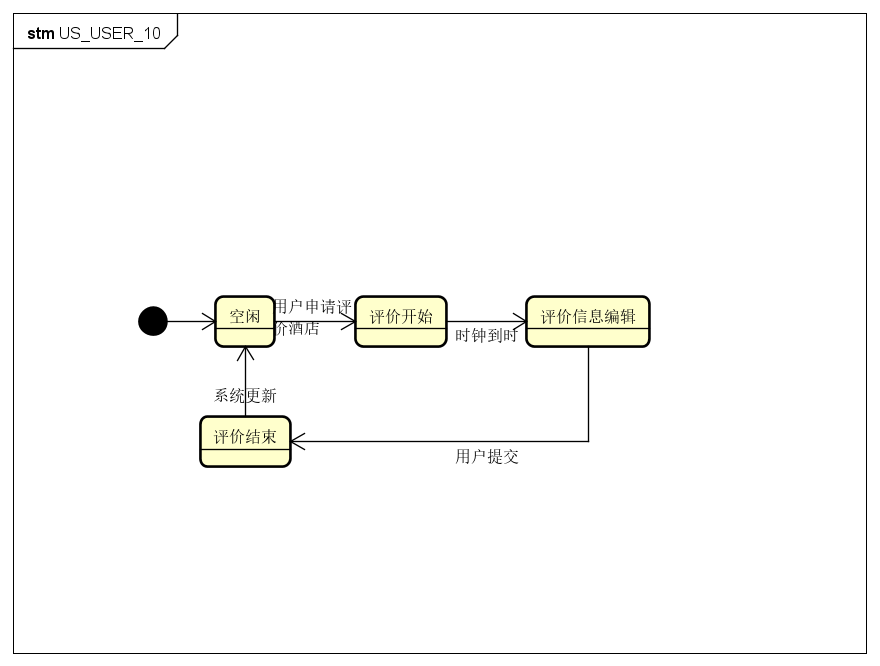 stm US_USER_10
空闲
用户申请评
价酒店
评价开始
时钟到时
评价信息编辑
系统更新
评价结束
用户提交